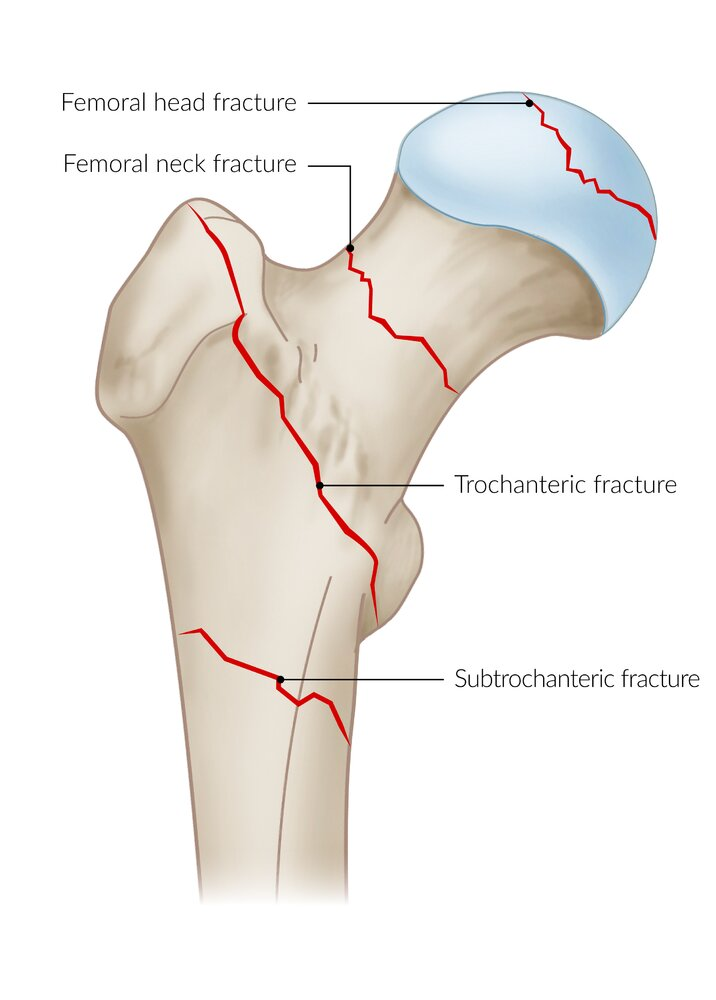 Femoral head fracture
Femoral neck fracture
Trochanteric fracture
Subtrochanteric fracture